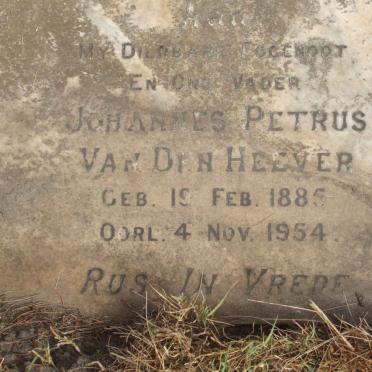 My Dierbare Eggenoot
En Ons Vader
Johannes Petrus
Van Den Heever
Geb. 19 Feb. 1885
Oorl. 4 Nov. 1954.
Rus In Vrede